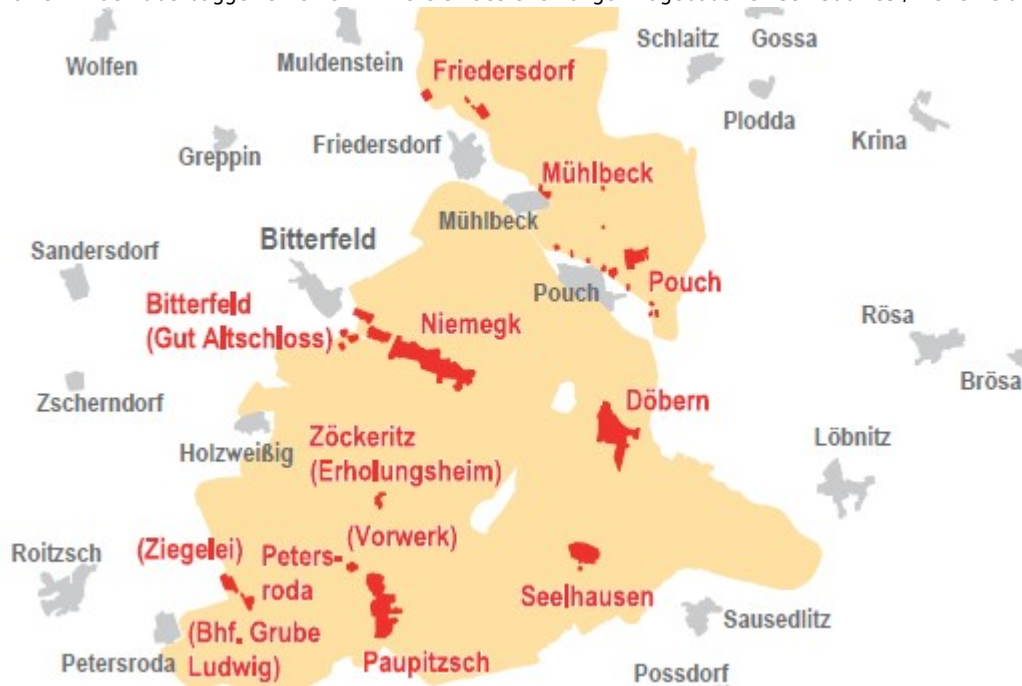 Schlaitz
Gossa
Wolfen
Muldenstein
Friedersdorf
Plodda
Krina
Greppin
Friedersdorf
Mühlbeck
Mühlbeck
Sandersdorf
Bitterfeld
Pouch
Pouch
Bitterfeld
(Gut Altschloss)
Niemegk
Rösa
Brösa
Zscherndorf
Döbern
Holzweißig
Zöckeritz
(Erholungsheim)
Löbnitz
(Vorwerk)
Roitzsch
(Ziegelei)
Peters-
roda
Seelhausen
Sausedlitz
(Bhf. Grube
Ludwig)
Petersroda
Paupitzsch
Possdorf